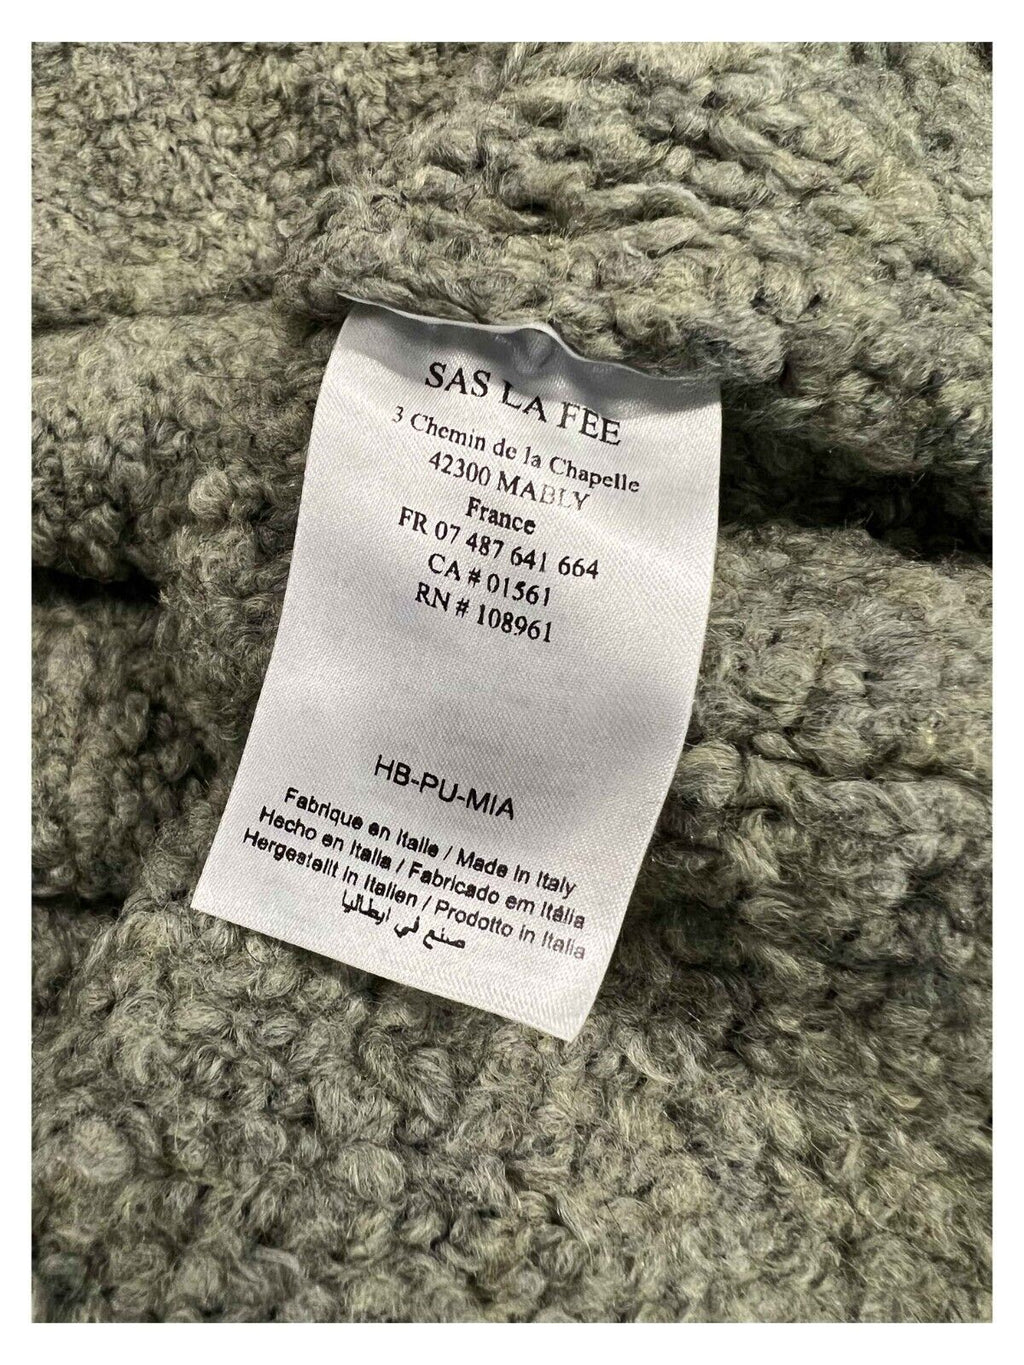 SAS LA FEE
3 Chemin de la Chapelle
42300 MABLY
France
FR 07 487 641 664
CA # 01561
RN # 108961
HB-PU-MIA
Fabrique en Italie / Made in Italy
Hecho en Italia / Fabricado em Itália
Hergestellt in Italien / Prodotto in Italia
صنع في ايطاليا